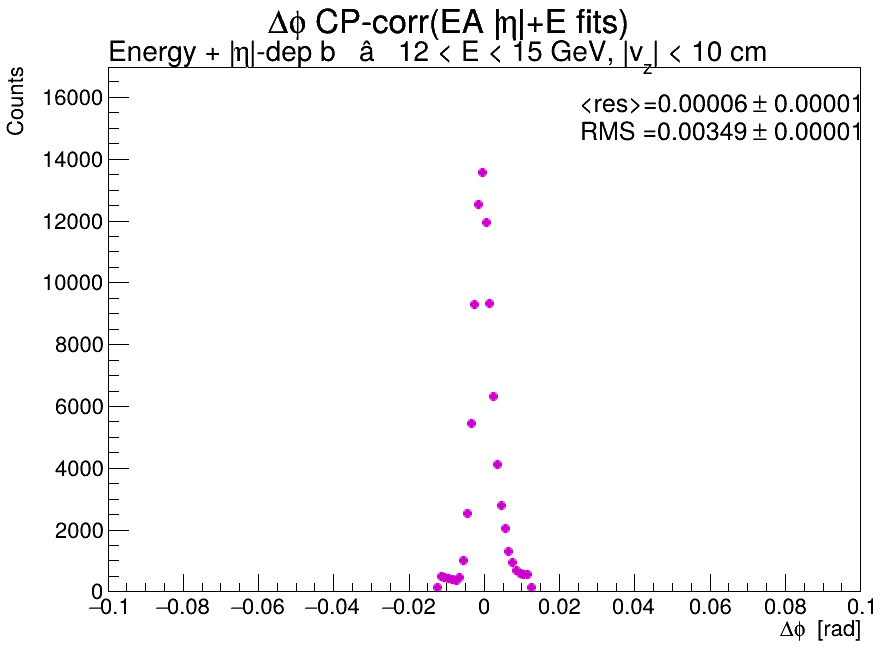 Δϕ CP-corr(EA |η|+E fits)
Energy + |η|-dep b â 12 < E < 15 GeV, |v_z| < 10 cm
Counts
<res>=0.00006 ± 0.00001
RMS =0.00349 ± 0.00001
16000
14000
12000
10000
8000
6000
4000
2000
0
−0.1 −0.08 −0.06 −0.04 −0.02 0 0.02 0.04 0.06 0.08 0.1
Δϕ [rad]